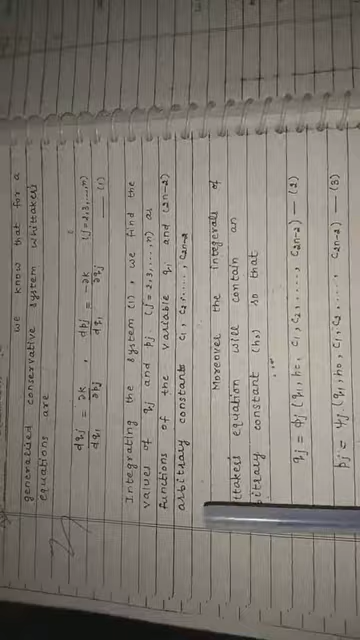 we know that for a
generalized conservative system whittaker's
equations are
dqj/dq1 = ∂k/∂pj , dpj/dq1 = -∂k/∂qj (j=2,3,...,n) —(1)
Integrating the system (1), we find the
values of qj and pj (j=2,3,...,n) as
functions of the variable q1 and (2n-2)
arbitrary constants c1, c2, ...., c2n-2
Moreover the integerals of
ittaker's equation will contain an
bitrary constant (h0) so that
qj = φj (q1, h0, c1, c2, ...., c2n-2) —(2)
pj = ψj (q1, h0, c1, c2, ...., c2n-2) —(3)